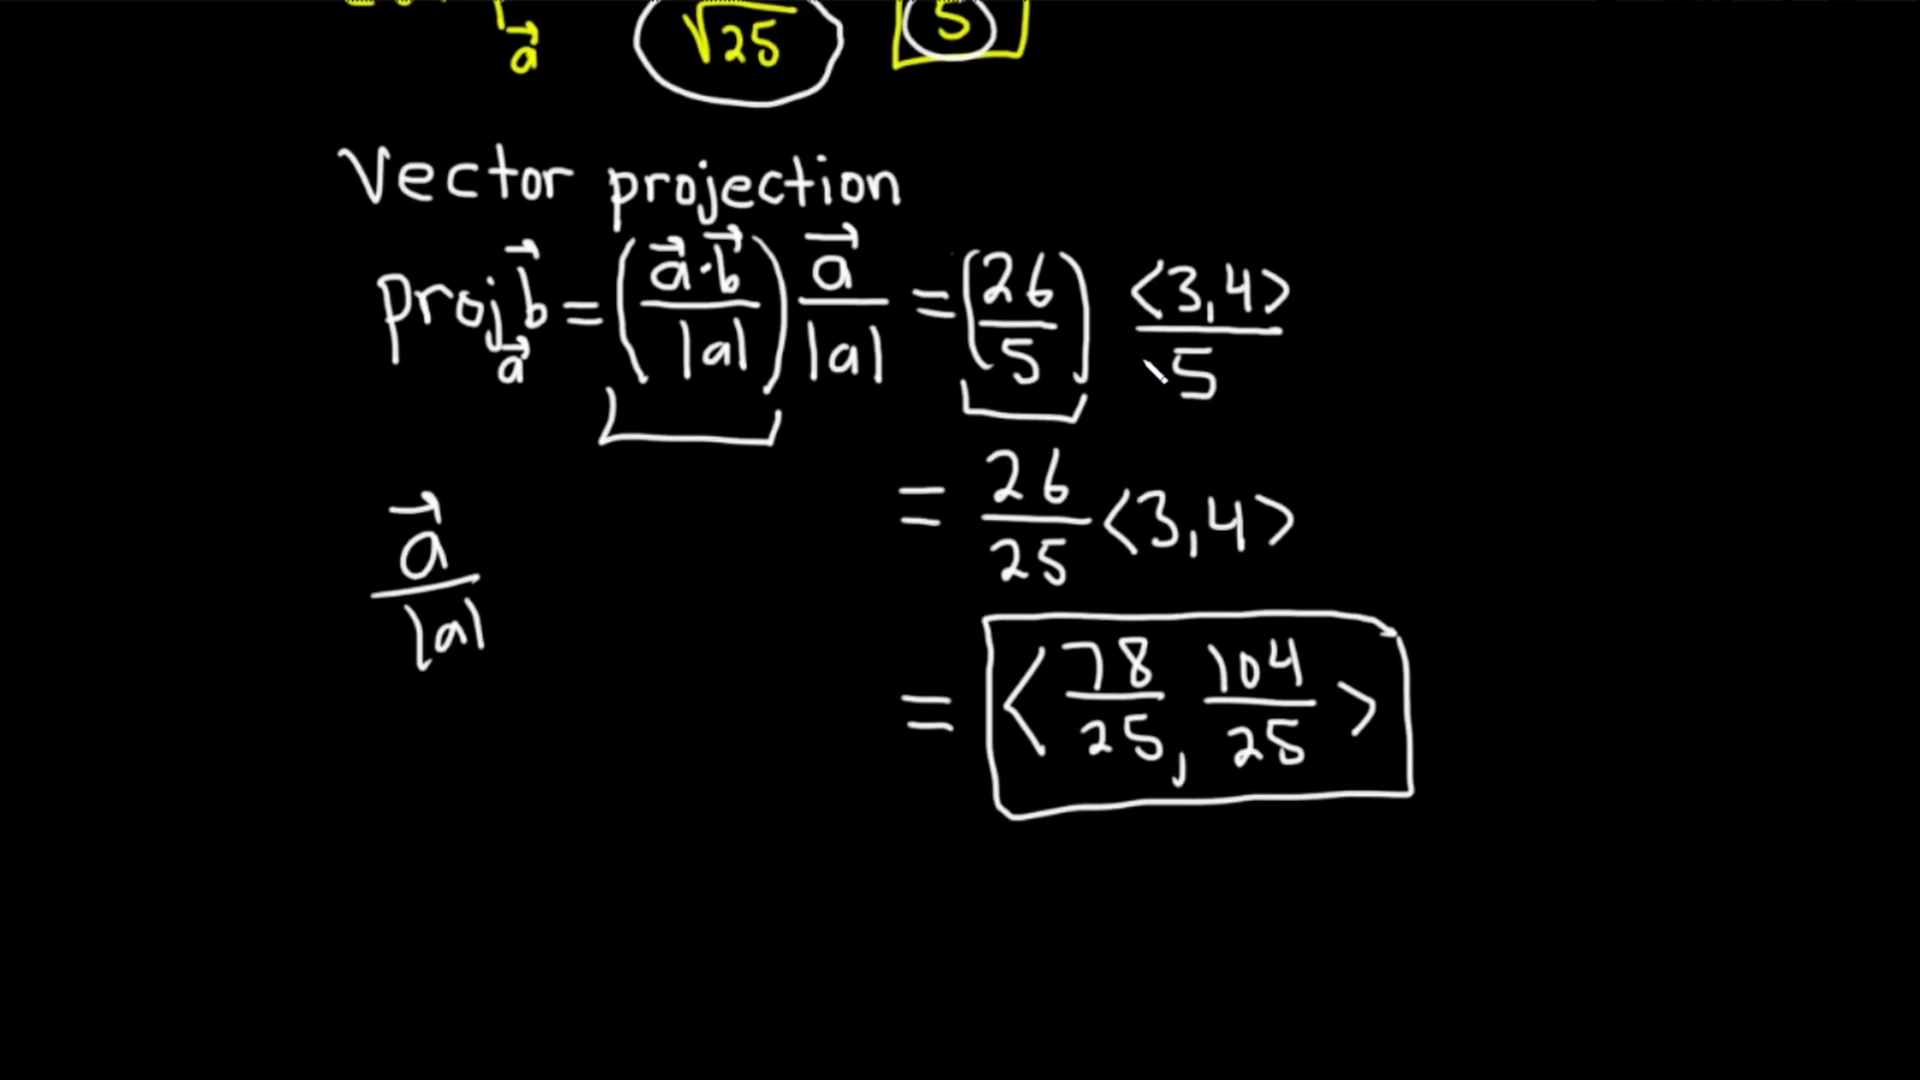 a⃗ √25 5
Vector projection
proj_a⃗ b⃗ = (a⃗·b⃗ / |a|) a⃗ / |a| = (26/5) <3,4> / 5
= 26/25 <3,4>
a⃗ / |a|
= <78/25, 104/25>